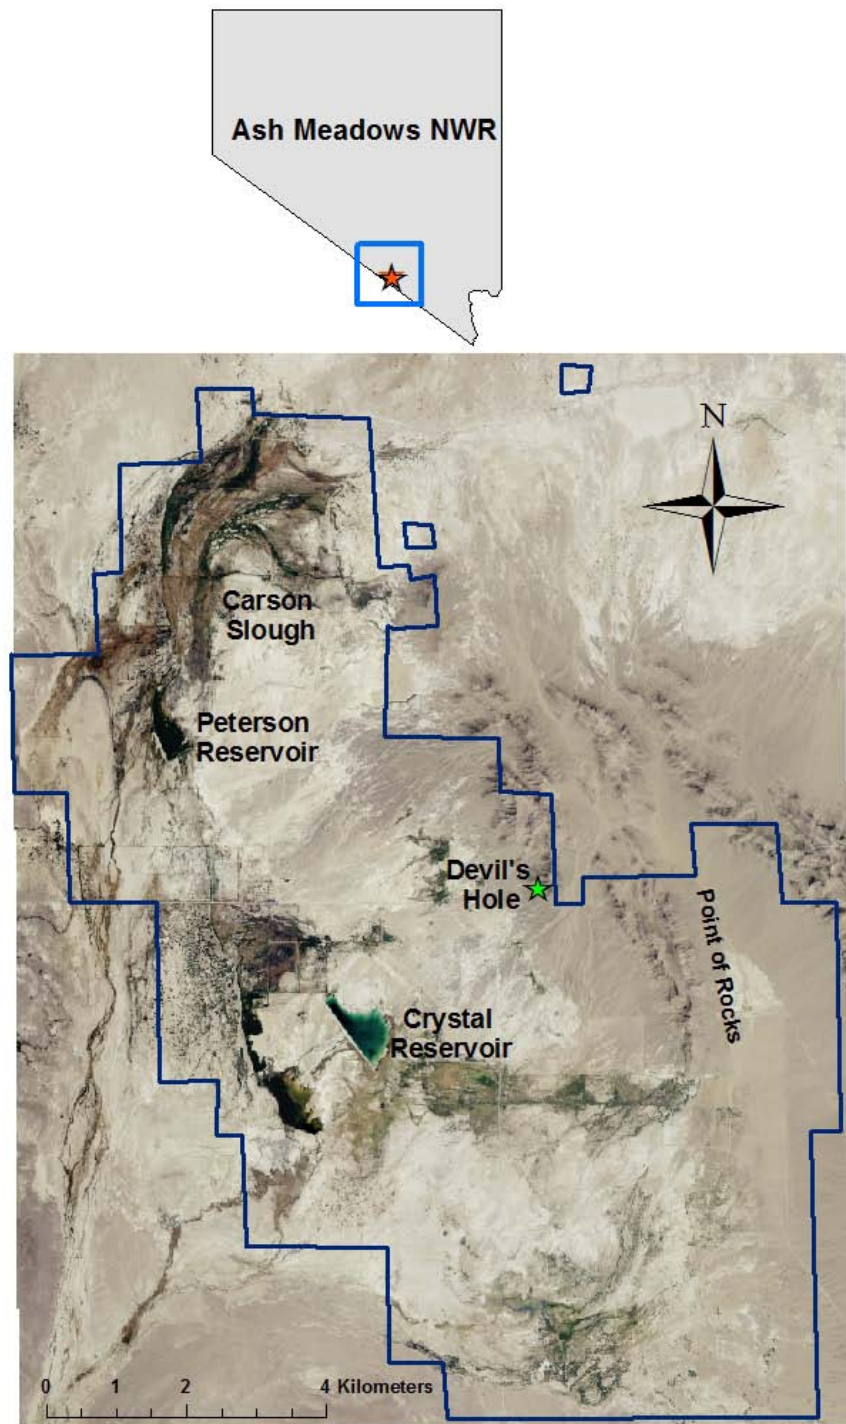 Ash Meadows NWR
N
Carson
Slough
Peterson
Reservoir
Devil's
Hole
Point of Rocks
Crystal
Reservoir
0 1 2 4 Kilometers